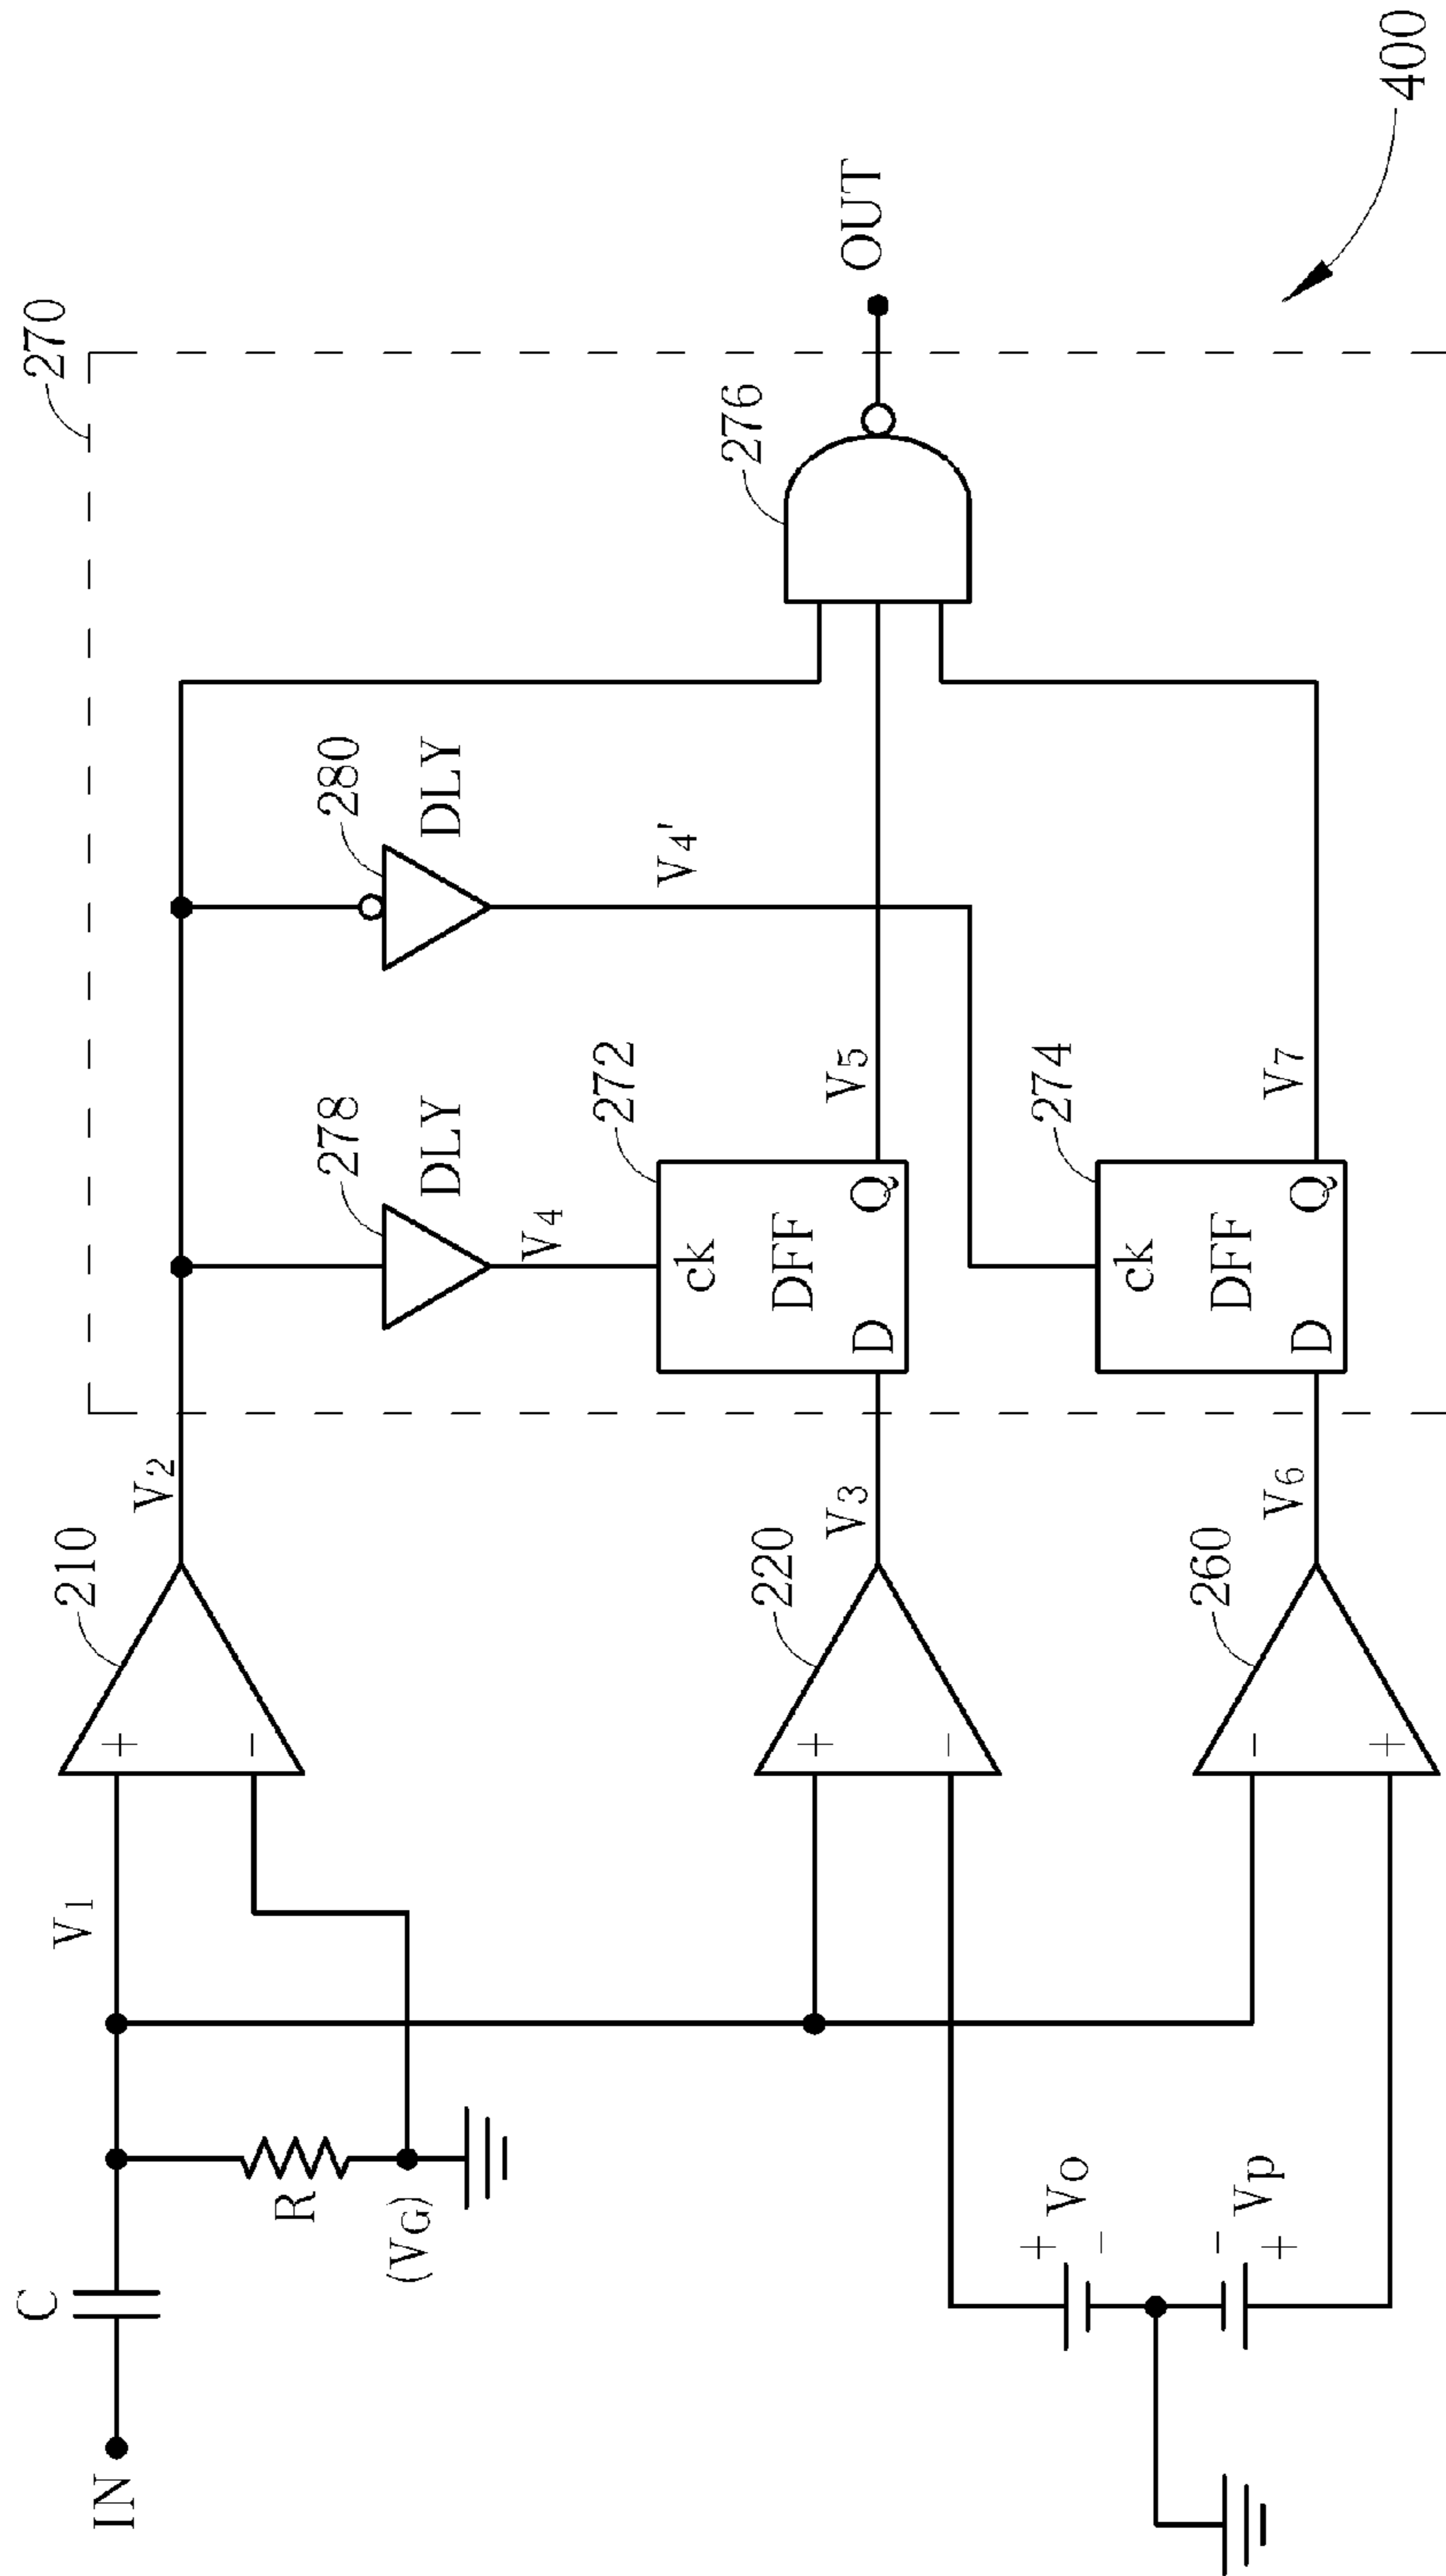 270
C
V1
210
V2
IN
+
-
R
(VG)
278
DLY
280
DLY
V4
V4'
272
ck
DFF
D
Q
276
OUT
220
+
-
V3
V5
+
Vo
-
-
Vp
+
260
-
+
V6
274
ck
DFF
D
Q
V7
400